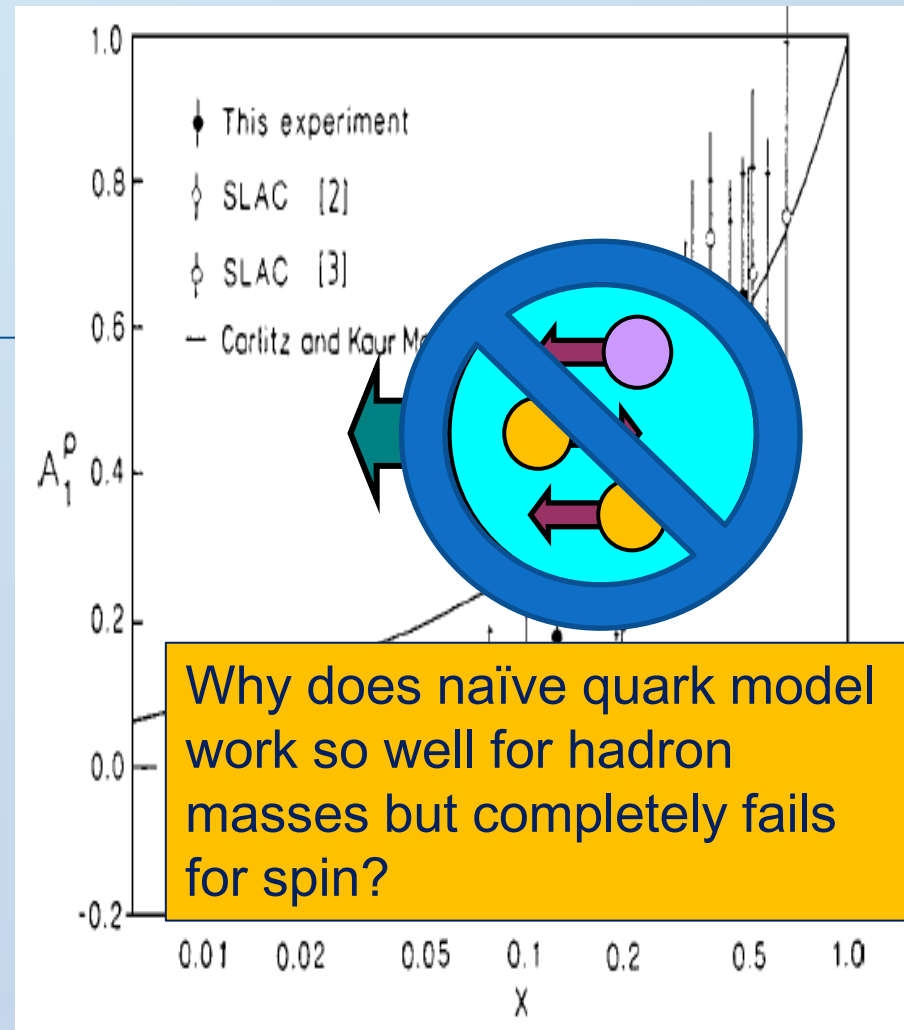 1.0
This experiment
0.8
SLAC [2]
SLAC [3]
0.6
Carlitz and Kaur
A₁ᵖ
0.4
0.2
Why does naïve quark model
work so well for hadron
masses but completely fails
for spin?
0.0
-0.2
0.01 0.02 0.05 0.1 0.2 0.5 1.0
X